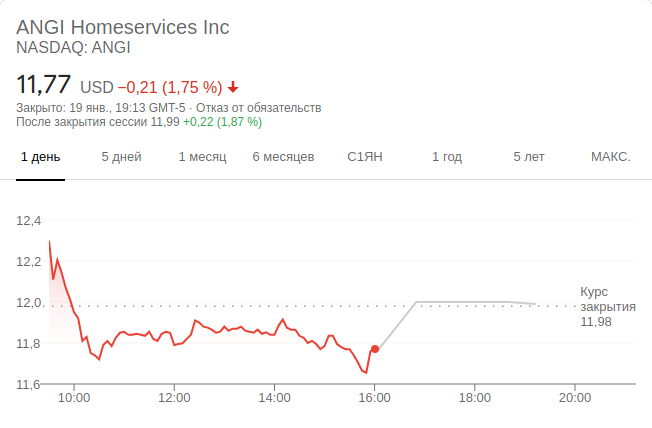 ANGI Homeservices Inc
NASDAQ: ANGI
11,77 USD −0,21 (1,75 %)
Закрыто: 19 янв., 19:13 GMT-5 · Отказ от обязательств
После закрытия сессии 11,99 +0,22 (1,87 %)
1 день 5 дней 1 месяц 6 месяцев С1ЯН 1 год 5 лет МАКС.
12,4
12,2
12,0
11,8
11,6
Курс
закрытия
11,98
10:00 12:00 14:00 16:00 18:00 20:00